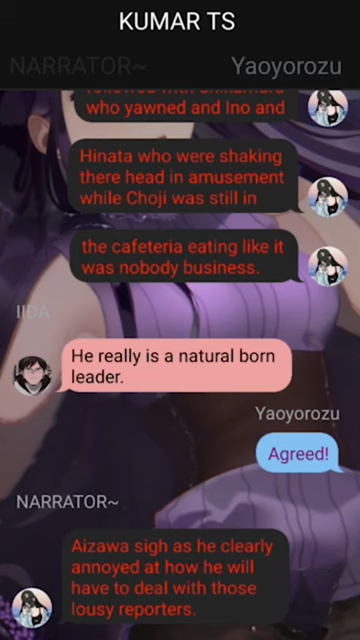 KUMAR TS
NARRATOR~
Yaoyorozu
who yawned and Ino and
Hinata who were shaking
there head in amusement
while Choji was still in
the cafeteria eating like it
was nobody business.
IIDA
He really is a natural born
leader.
Yaoyorozu
Agreed!
NARRATOR~
Aizawa sigh as he clearly
annoyed at how he will
have to deal with those
lousy reporters.